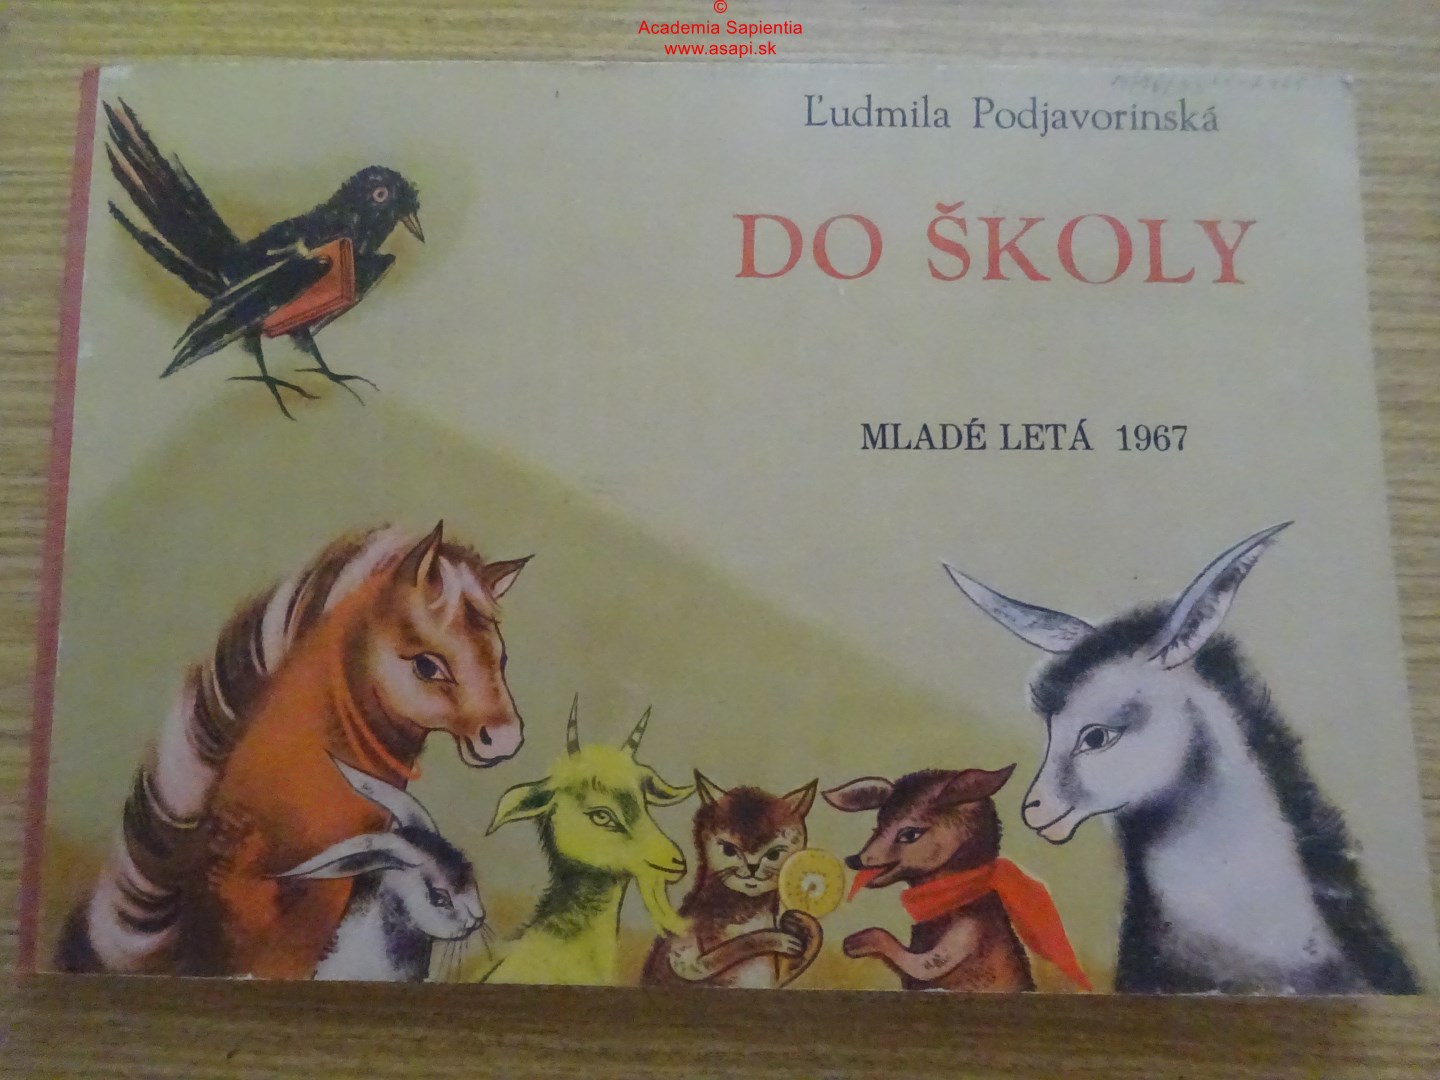 ©
Academia Sapientia
www.asapi.sk
Ľudmila Podjavorinská
DO ŠKOLY
MLADÉ LETÁ 1967